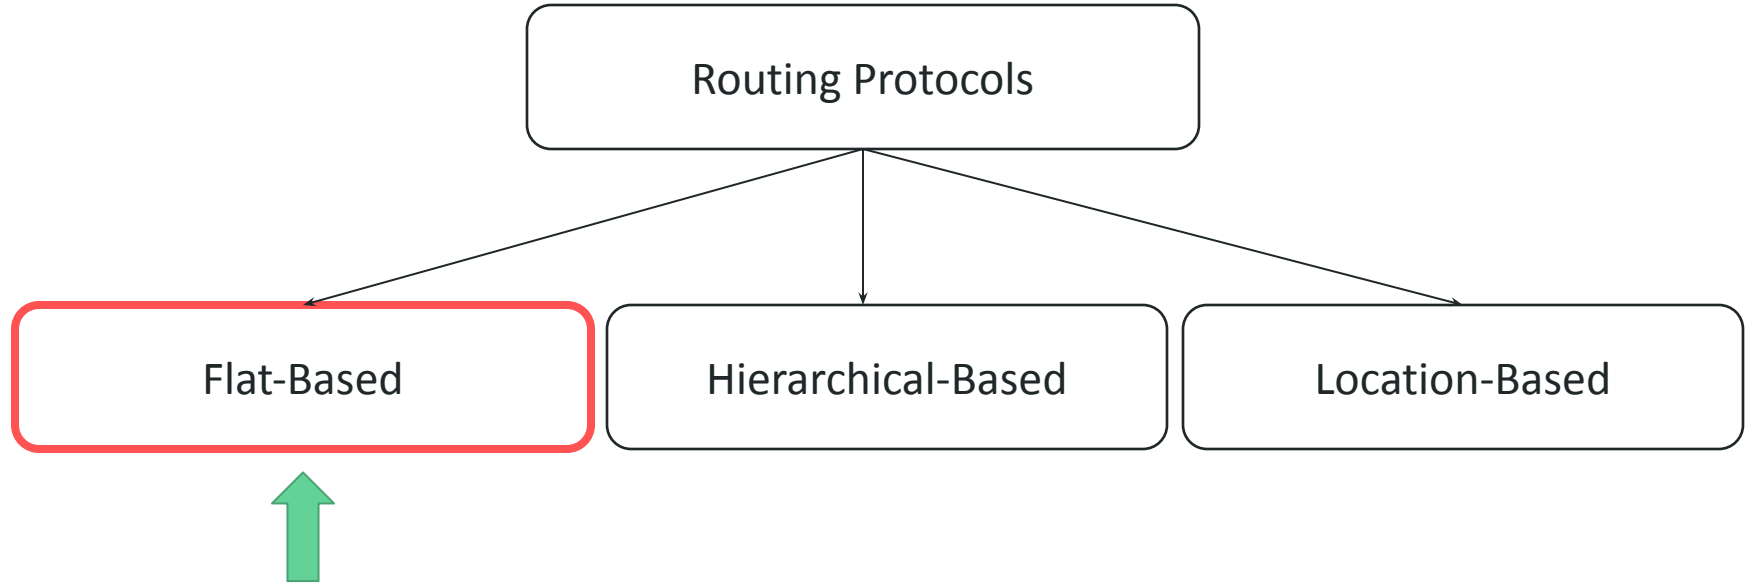 Routing Protocols
Flat-Based
Hierarchical-Based
Location-Based